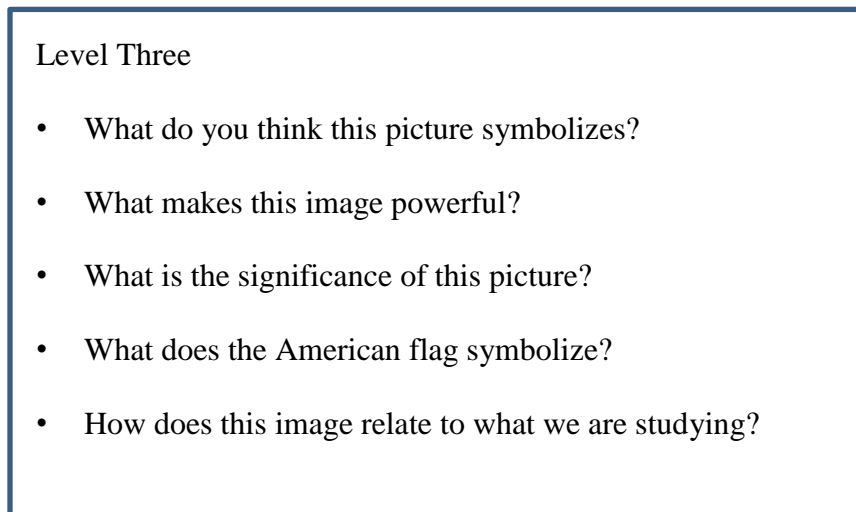 Level Three
• What do you think this picture symbolizes?
• What makes this image powerful?
• What is the significance of this picture?
• What does the American flag symbolize?
• How does this image relate to what we are studying?